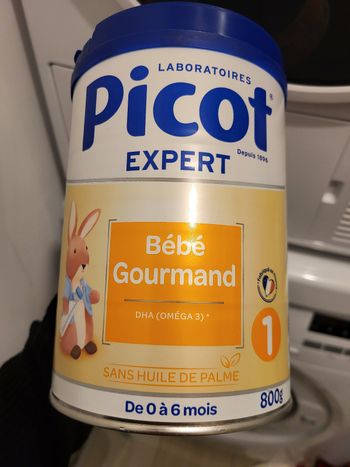 LABORATOIRES
Picot®
Depuis 1896
EXPERT
Bébé
Gourmand
DHA (OMÉGA 3) *
1
SANS HUILE DE PALME
De 0 à 6 mois
800g